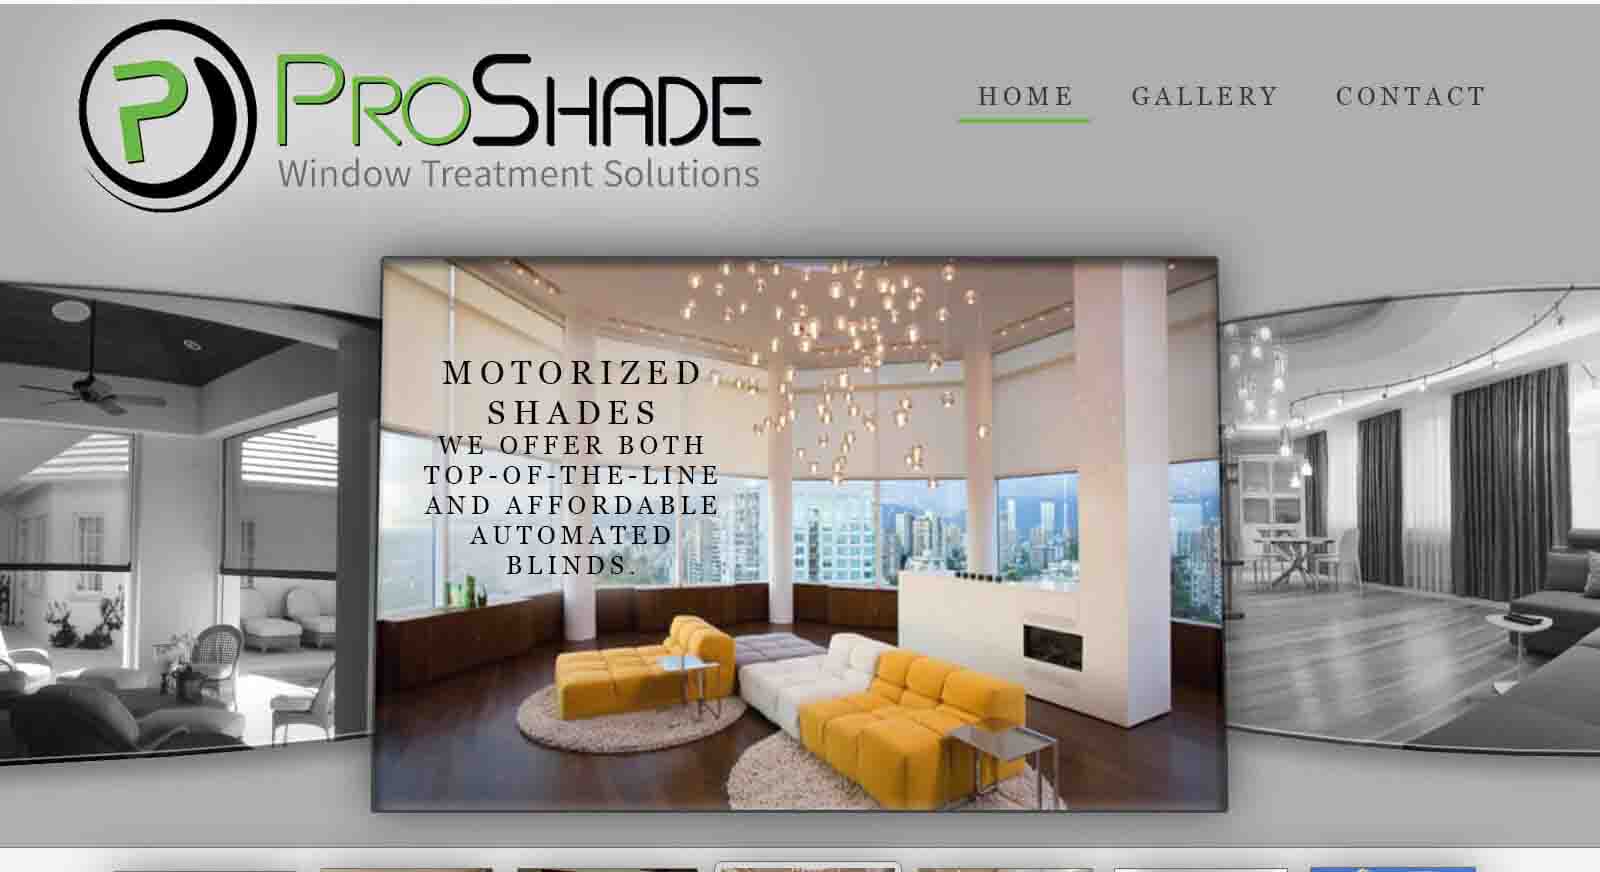 P
PROSHADE
Window Treatment Solutions
HOME GALLERY CONTACT
MOTORIZED
SHADES
WE OFFER BOTH
TOP-OF-THE-LINE
AND AFFORDABLE
AUTOMATED
BLINDS.